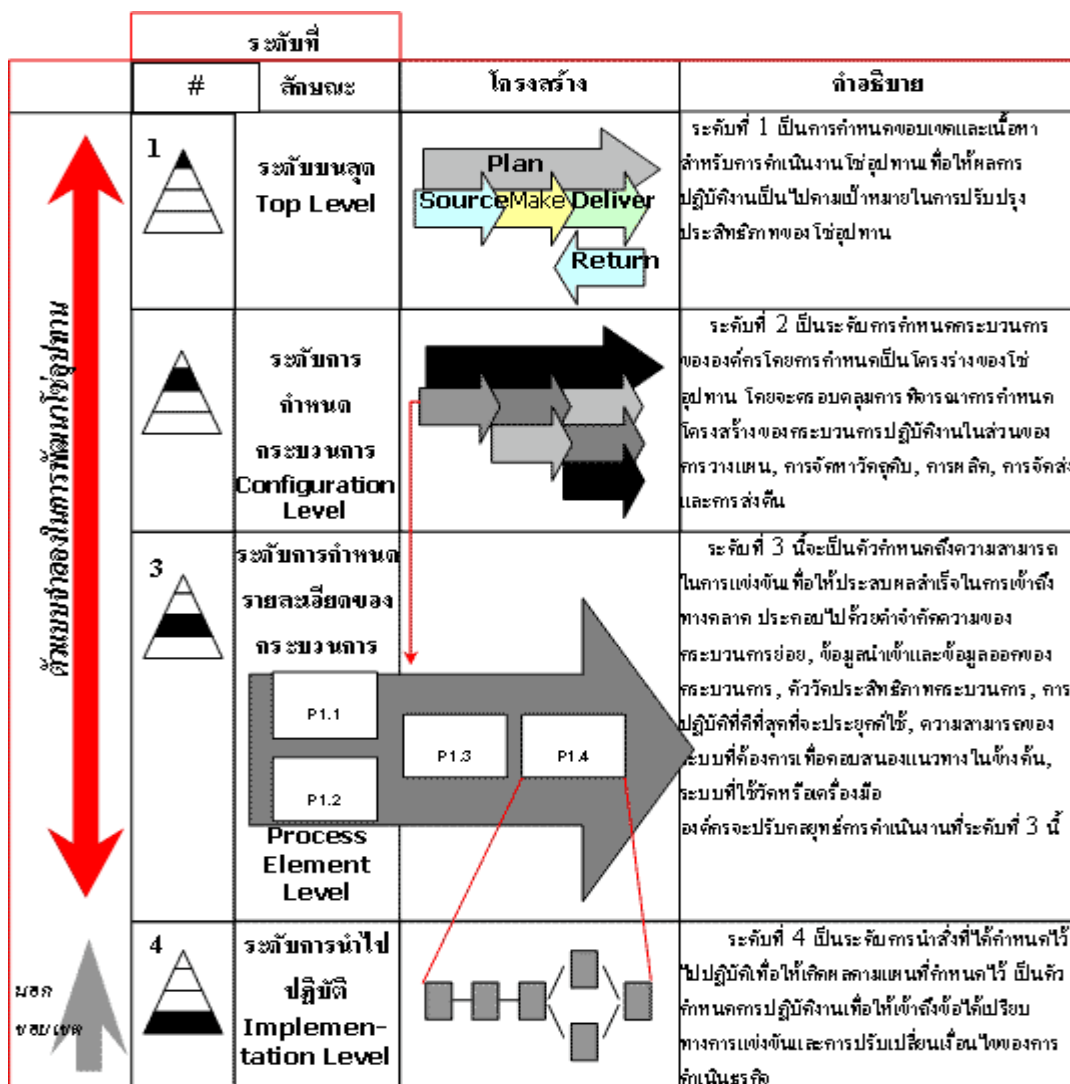 ระดับที่
#
ลักษณะ
โครงสร้าง
คำอธิบาย
ตัวแบบจำลองในการพัฒนาโซ่อุปทาน
1
ระดับบนสุด
Top Level
Plan
Source
Make
Deliver
Return
ระดับที่ 1 เป็นการกำหนดขอบเขตและเนื้อหา
สำหรับการดำเนินงานโซ่อุปทานเพื่อให้ผลการ
ปฏิบัติงานเป็นไปตามเป้าหมายในการปรับปรุง
ประสิทธิภาพของโซ่อุปทาน
ระดับการ
กำหนด
กระบวนการ
Configuration
Level
ระดับที่ 2 เป็นระดับการกำหนดกระบวนการ
ขององค์กรโดยการกำหนดเป็นโครงร่างของโซ่
อุปทาน โดยจะครอบคลุมการพิจารณาการกำหนด
โครงสร้างของกระบวนการปฏิบัติงานในส่วนของ
การวางแผน, การจัดหาวัตถุดิบ, การผลิต, การจัดส่ง
และการส่งคืน
3
ระดับการกำหนด
รายละเอียดของ
กระบวนการ
P1.1
P1.2
P1.3
P1.4
Process
Element
Level
ระดับที่ 3 นี้จะเป็นตัวกำหนดถึงความสามารถ
ในการแข่งขันเพื่อให้ประสบผลสำเร็จในการเข้าถึง
ทางตลาด ประกอบไปด้วยคำจำกัดความของ
กระบวนการย่อย, ข้อมูลนำเข้าและข้อมูลออกของ
กระบวนการ, ตัววัดประสิทธิภาพกระบวนการ, การ
ปฏิบัติที่ดีที่สุดที่จะประยุกต์ใช้, ความสามารถของ
ระบบที่ต้องการเพื่อตอบสนองแนวทางในข้างต้น,
ระบบที่ใช้วัดหรือเครื่องมือ
องค์กรจะปรับกลยุทธ์การดำเนินงานที่ระดับที่ 3 นี้
นอก
ขอบเขต
4
ระดับการนำไป
ปฏิบัติ
Implemen-
tation Level
ระดับที่ 4 เป็นระดับการนำสิ่งที่ได้กำหนดไว้
ไปปฏิบัติเพื่อให้เกิดผลตามแผนที่กำหนดไว้ เป็นตัว
กำหนดการปฏิบัติงานเพื่อให้เข้าถึงข้อได้เปรียบ
ทางการแข่งขันและการปรับเปลี่ยนเงื่อนไขของการ
ดำเนินธุรกิจ